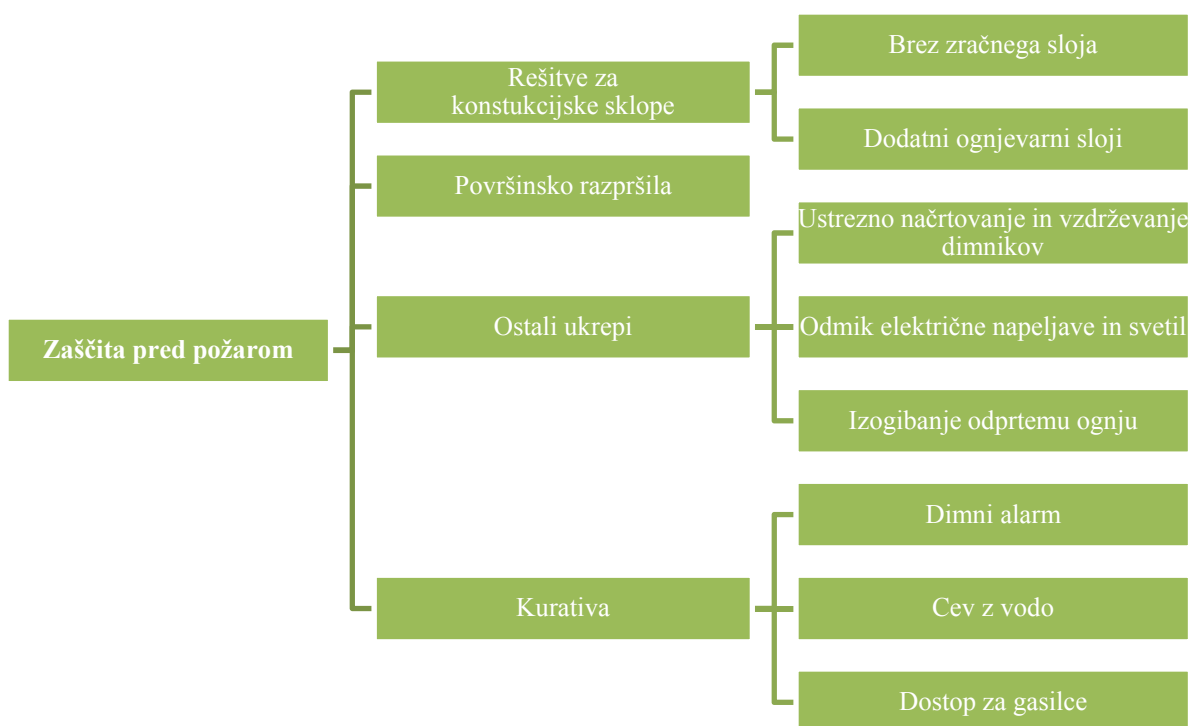 Zaščita pred požarom
Rešitve za
konstukcijske sklope
Brez zračnega sloja
Dodatni ognjevarni sloji
Površinsko razpršila
Ostali ukrepi
Ustrezno načrtovanje in vzdrževanje
dimnikov
Odmik električne napeljave in svetil
Izogibanje odprtemu ognju
Kurativa
Dimni alarm
Cev z vodo
Dostop za gasilce